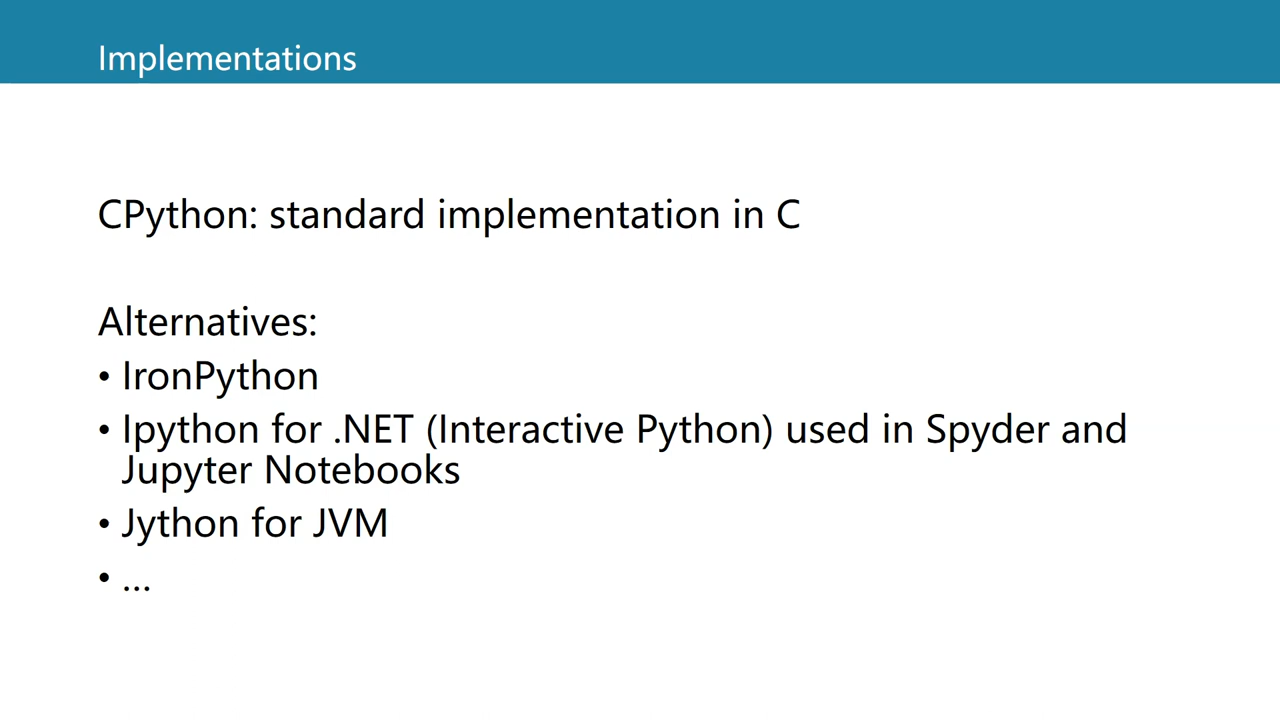 Implementations
CPython: standard implementation in C
Alternatives:
• IronPython
• Ipython for .NET (Interactive Python) used in Spyder and
Jupyter Notebooks
• Jython for JVM
• ...